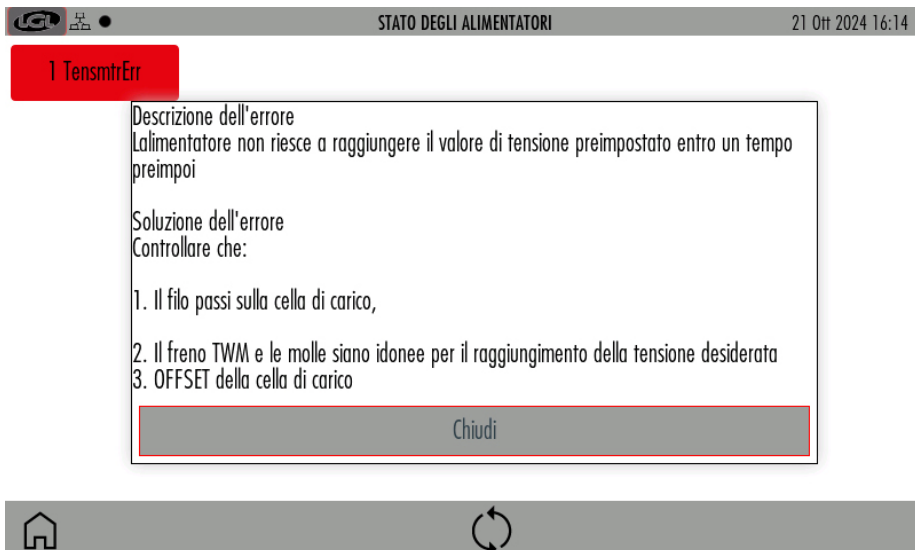 LGL
STATO DEGLI ALIMENTATORI
21 Ott 2024 16:14
1 TensmtrErr
Descrizione dell'errore
Lalimentatore non riesce a raggiungere il valore di tensione preimpostato entro un tempo
preimpoi
Soluzione dell'errore
Controllare che:
1. Il filo passi sulla cella di carico,
2. Il freno TWM e le molle siano idonee per il raggiungimento della tensione desiderata
3. OFFSET della cella di carico
Chiudi